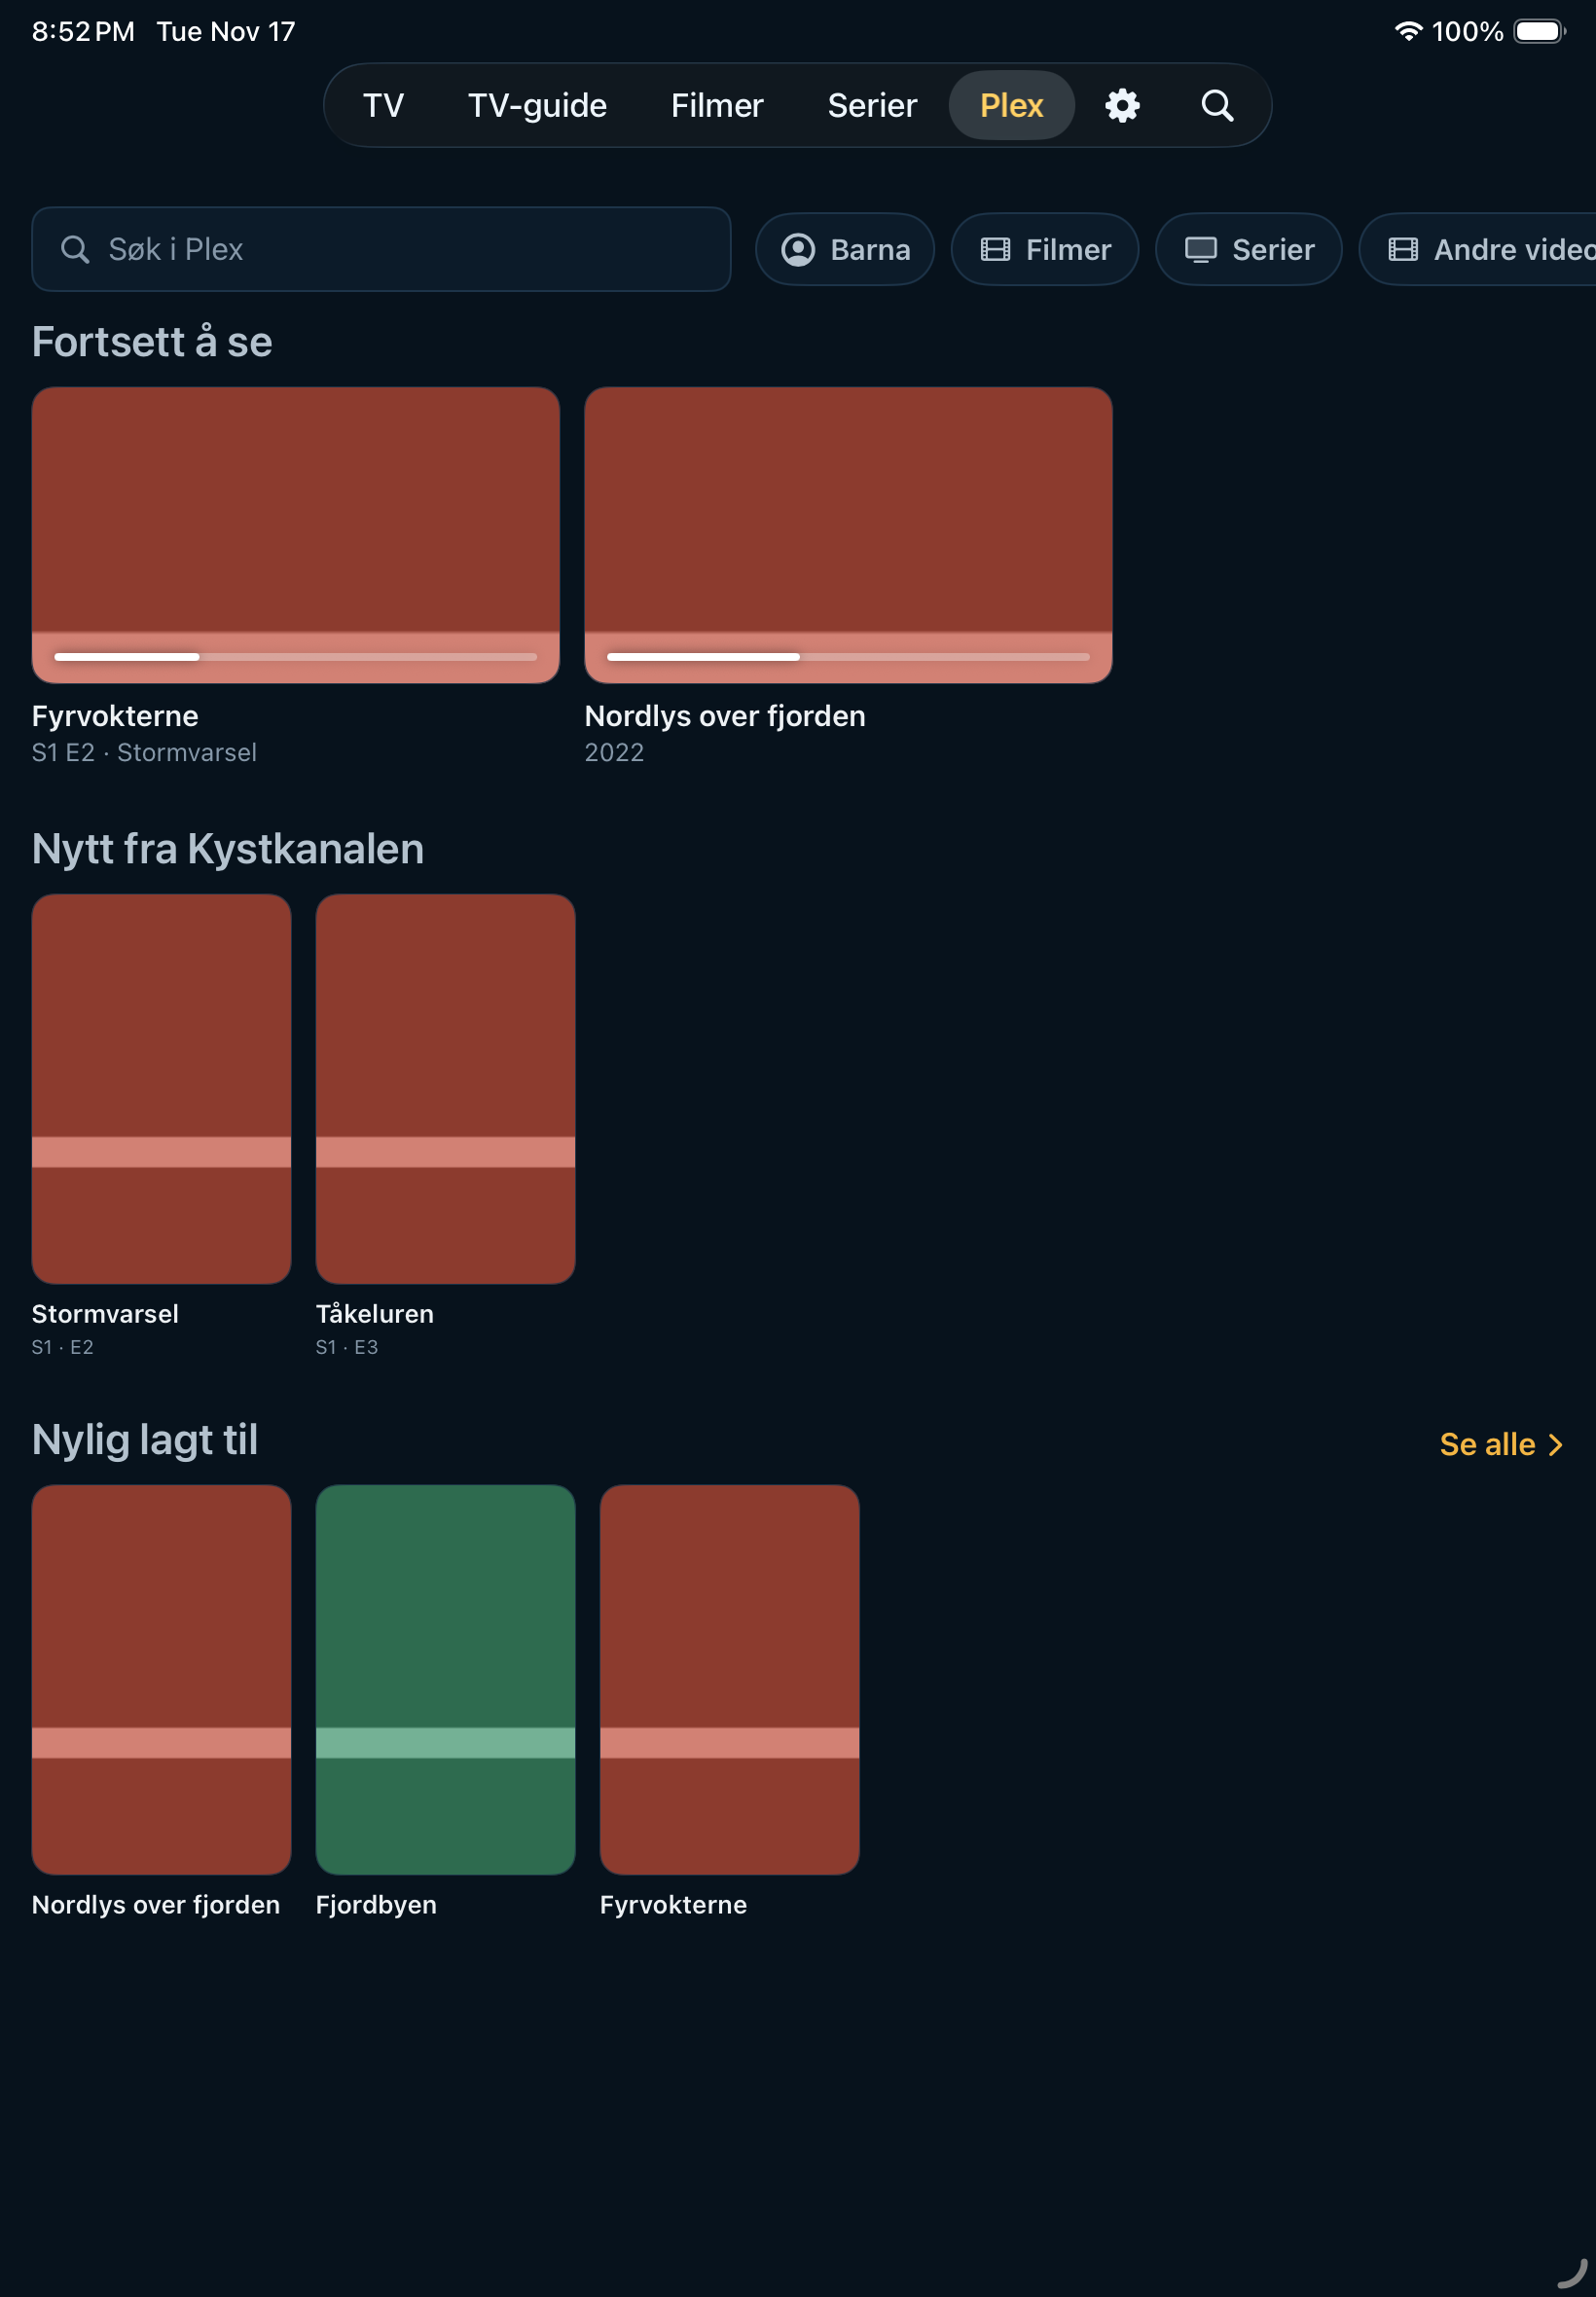 8:52 PM Tue Nov 17
100%
TV TV-guide Filmer Serier Plex
Søk i Plex
Barna Filmer Serier Andre video
Fortsett å se
Fyrvokterne
S1 E2 · Stormvarsel
Nordlys over fjorden
2022
Nytt fra Kystkanalen
Stormvarsel
S1 · E2
Tåkeluren
S1 · E3
Nylig lagt til
Se alle
Nordlys over fjorden
Fjordbyen
Fyrvokterne